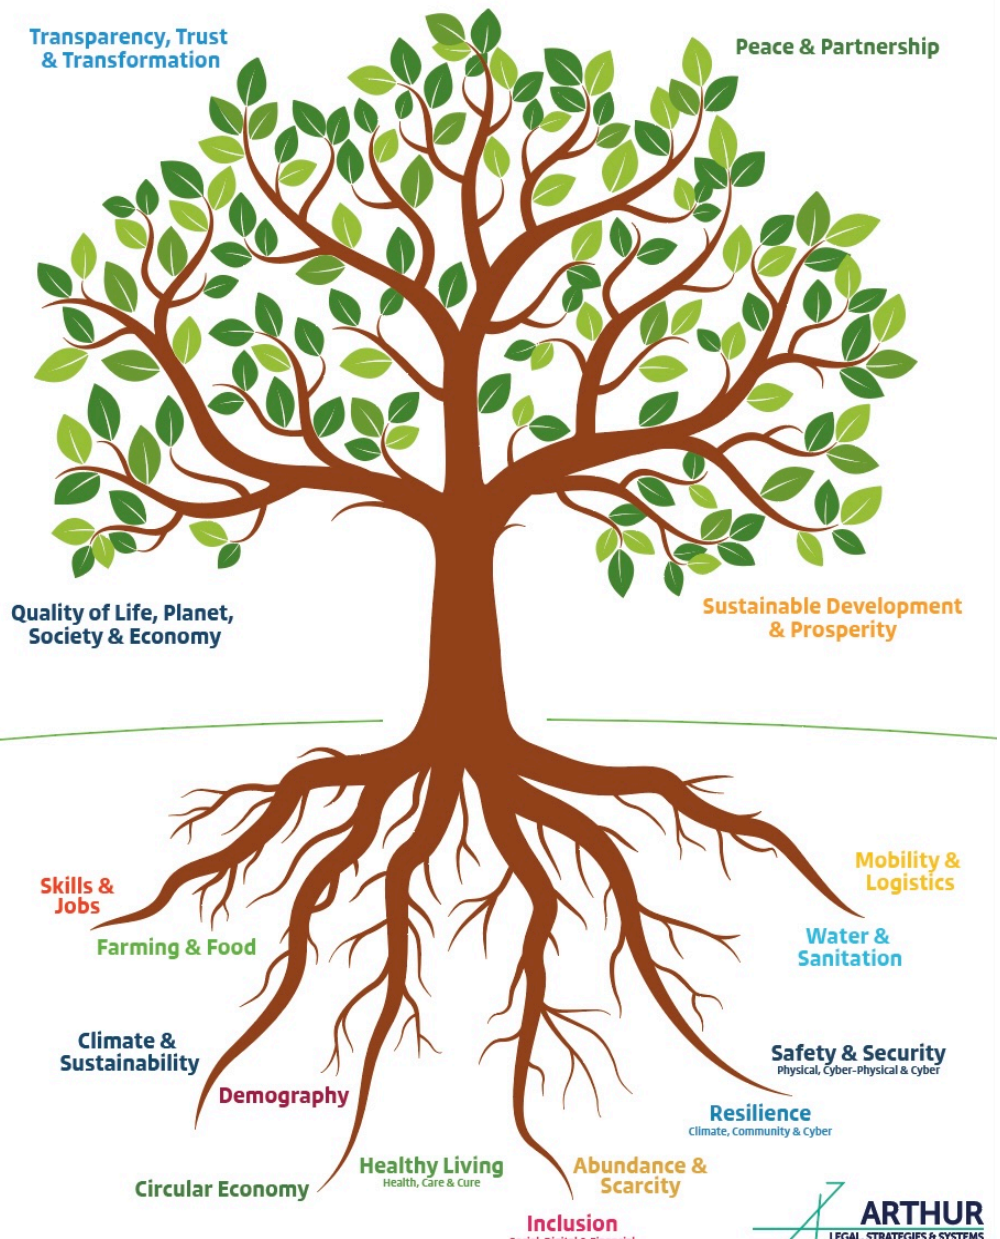 Transparency, Trust
& Transformation
Peace & Partnership
Quality of Life, Planet,
Society & Economy
Sustainable Development
& Prosperity
Skills &
Jobs
Mobility &
Logistics
Farming & Food
Water &
Sanitation
Climate &
Sustainability
Safety & Security
Physical, Cyber-Physical & Cyber
Demography
Resilience
Climate, Community & Cyber
Circular Economy
Healthy Living
Health, Care & Cure
Abundance &
Scarcity
Inclusion
ARTHUR
LEGAL, STRATEGIES & SYSTEMS